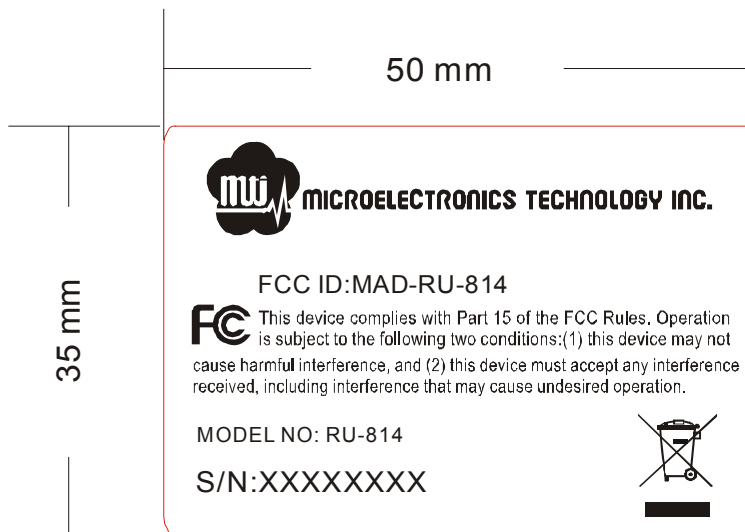 50 mm
35 mm
mti MICROELECTRONICS TECHNOLOGY INC.
FCC ID:MAD-RU-814
FC This device complies with Part 15 of the FCC Rules. Operation
is subject to the following two conditions:(1) this device may not
cause harmful interference, and (2) this device must accept any interference
received, including interference that may cause undesired operation.
MODEL NO: RU-814
S/N:XXXXXXXX